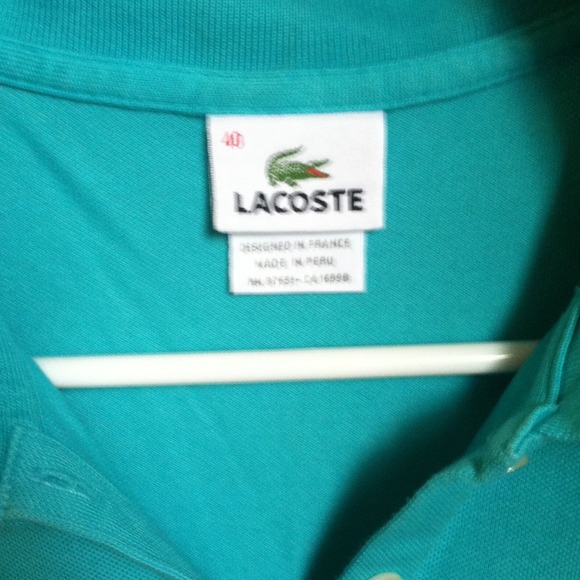 LACOSTE
DESIGNED IN FRANCE
MADE IN PERU